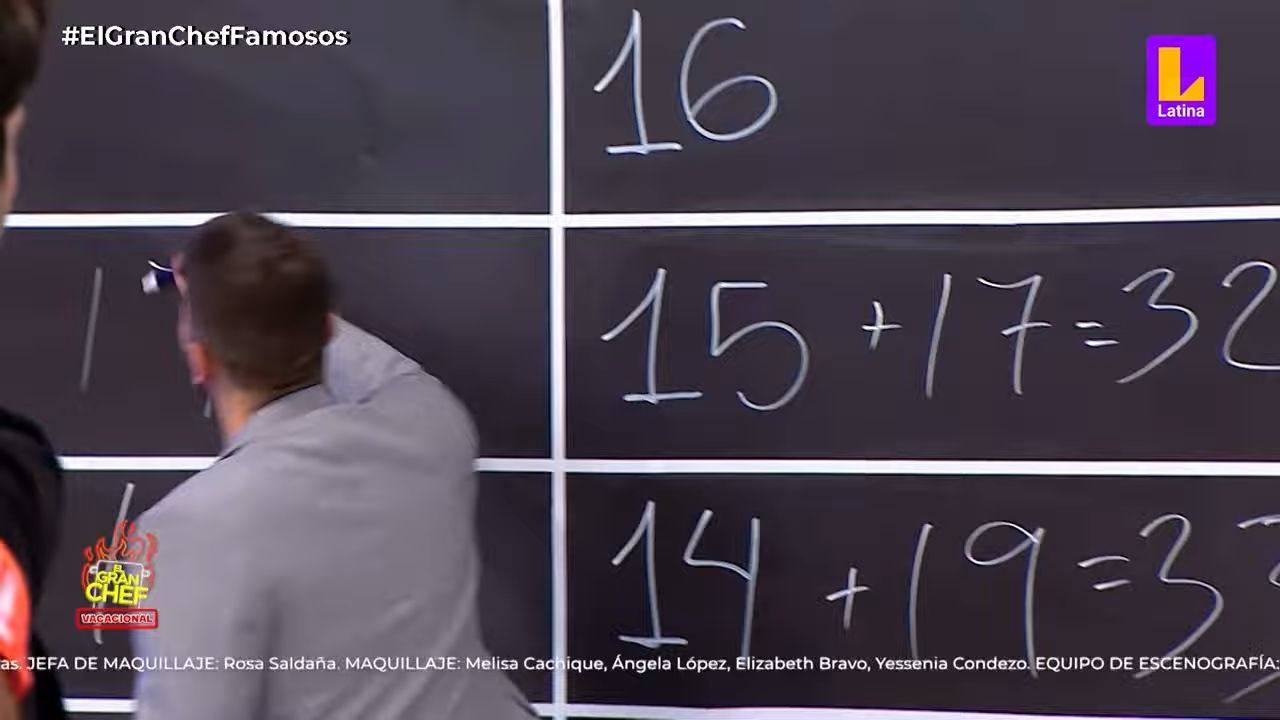 #ElGranChefFamosos
16
Latina
15 + 17 = 32
14 + 19 = 33
EL
GRAN
CHEF
VACACIONAL
as. JEFA DE MAQUILLAJE: Rosa Saldaña. MAQUILLAJE: Melisa Cachique, Ángela López, Elizabeth Bravo, Yessenia Condezo. EQUIPO DE ESCENOGRAFÍA: